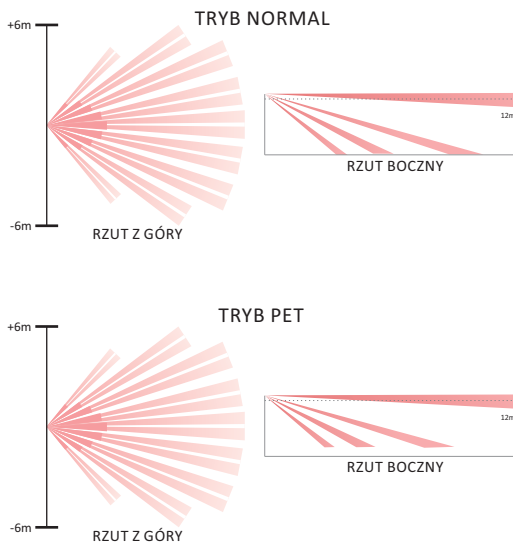 TRYB NORMAL
+6m
12m
RZUT BOCZNY
-6m
RZUT Z GÓRY
TRYB PET
+6m
12m
RZUT BOCZNY
-6m
RZUT Z GÓRY